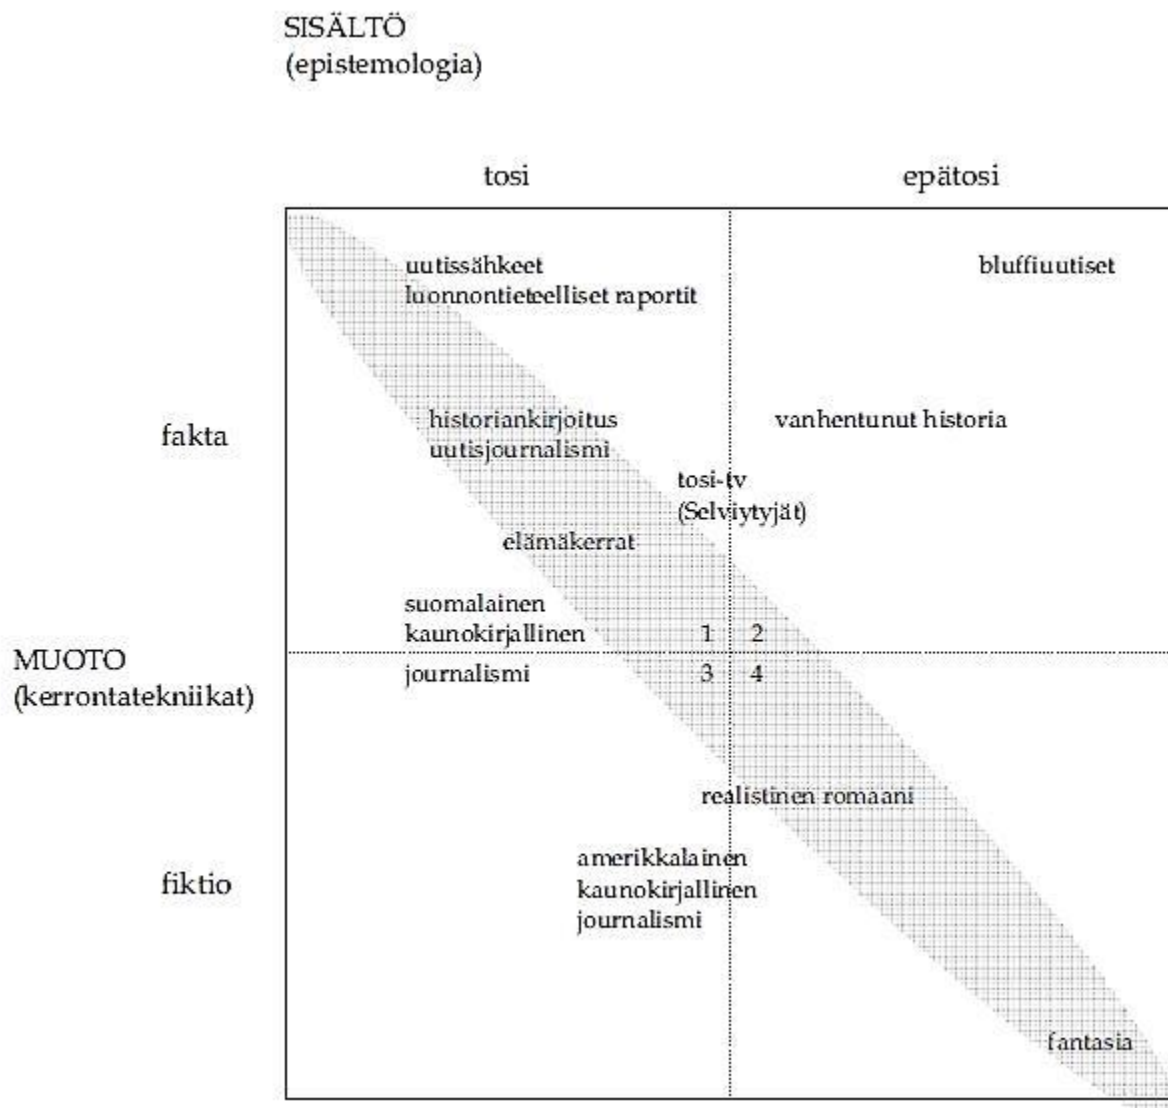 SISÄLTÖ
(epistemologia)
tosi
epätosi
uutissähkeet
luonnontieteelliset raportit
bluffiuutiset
fakta
historiankirjoitus
uutisjournalismi
vanhentunut historia
tosi-tv
(Selviytyjät)
elämäkerrat
suomalainen
kaunokirjallinen
1 2
MUOTO
(kerrontatekniikat)
journalismi
3 4
realistinen romaani
fiktio
amerikkalainen
kaunokirjallinen
journalismi
fantasia